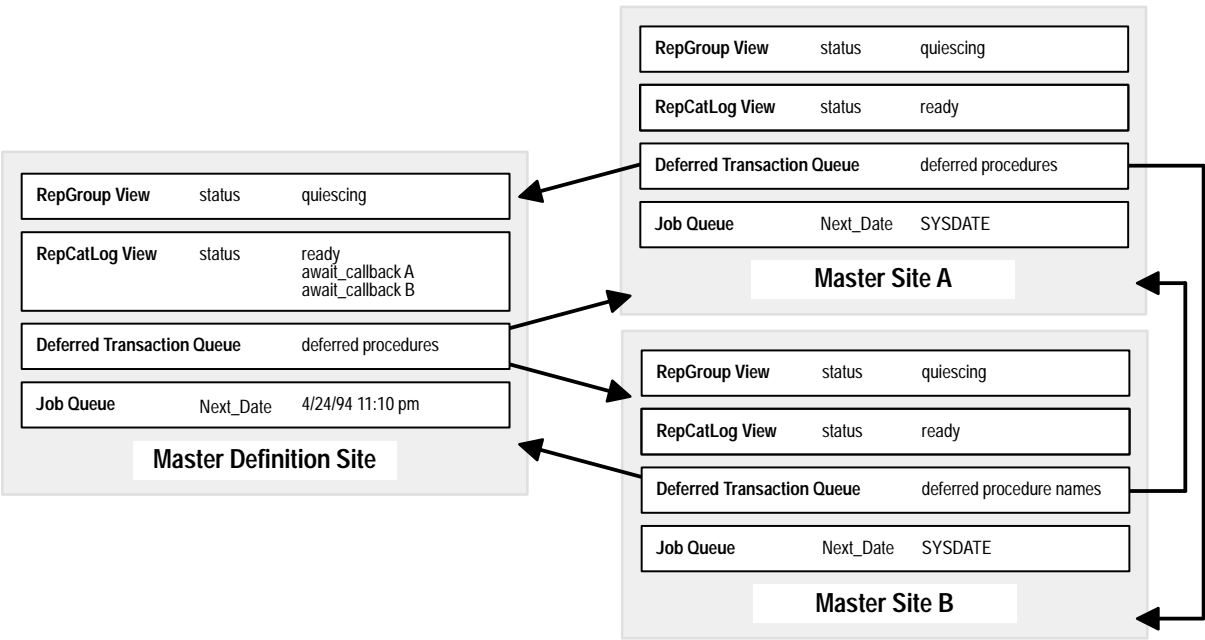 RepGroup View status quiescing
RepCatLog View status ready
await_callback A
await_callback B
Deferred Transaction Queue deferred procedures
Job Queue Next_Date 4/24/94 11:10 pm
Master Definition Site
RepGroup View status quiescing
RepCatLog View status ready
Deferred Transaction Queue deferred procedures
Job Queue Next_Date SYSDATE
Master Site A
RepGroup View status quiescing
RepCatLog View status ready
Deferred Transaction Queue deferred procedure names
Job Queue Next_Date SYSDATE
Master Site B